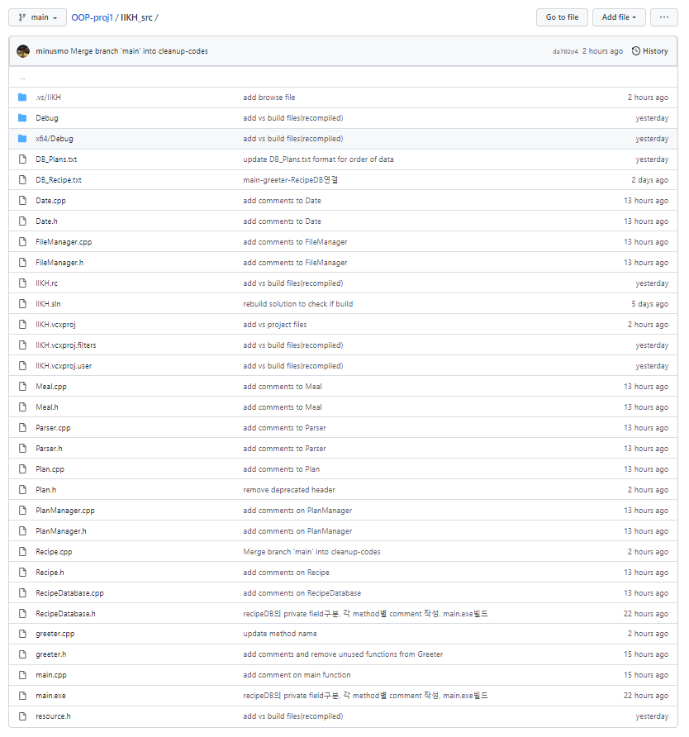 main
OOP-proj1 / IIKH_src /
Go to file
Add file
...
minusmo Merge branch 'main' into cleanup-codes
da782e4 2 hours ago
History
..
.vs/IIKH add browse file 2 hours ago
Debug add vs build files(recompiled) yesterday
x64/Debug add vs build files(recompiled) yesterday
DB_Plans.txt update DB_Plans.txt format for order of data yesterday
DB_Recipe.txt main-greeter-RecipeDB연결 2 days ago
Date.cpp add comments to Date 13 hours ago
Date.h add comments to Date 13 hours ago
FileManager.cpp add comments to FileManager 13 hours ago
FileManager.h add comments to FileManager 13 hours ago
IIKH.rc add vs build files(recompiled) yesterday
IIKH.sln rebuild solution to check if build 5 days ago
IIKH.vcxproj add vs project files 2 hours ago
IIKH.vcxproj.filters add vs build files(recompiled) yesterday
IIKH.vcxproj.user add vs build files(recompiled) yesterday
Meal.cpp add comments to Meal 13 hours ago
Meal.h add comments to Meal 13 hours ago
Parser.cpp add comments to Parser 13 hours ago
Parser.h add comments to Parser 13 hours ago
Plan.cpp add comments to Plan 13 hours ago
Plan.h remove deprecated header 2 hours ago
PlanManager.cpp add comments on PlanManager 13 hours ago
PlanManager.h add comments on PlanManager 13 hours ago
Recipe.cpp Merge branch 'main' into cleanup-codes 2 hours ago
Recipe.h add comments on Recipe 13 hours ago
RecipeDatabase.cpp add comments on RecipeDatabase 13 hours ago
RecipeDatabase.h recipeDB의 private field구분, 각 method별 comment 작성, main.exe빌드 22 hours ago
greeter.cpp update method name 2 hours ago
greeter.h add comments and remove unused functions from Greeter 15 hours ago
main.cpp add comment on main function 15 hours ago
main.exe recipeDB의 private field구분, 각 method별 comment 작성, main.exe빌드 22 hours ago
resource.h add vs build files(recompiled) yesterday